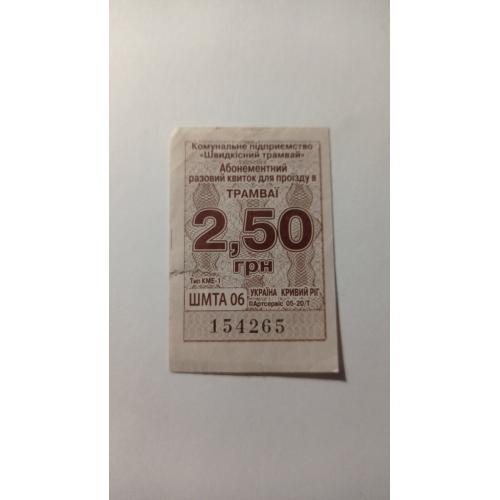 Комунальне підприємство
«Швидкісний трамвай»
Абонементний
разовий квиток для проїзду в
ТРАМВАЇ
2,50
грн
Тип КМЕ-1
ШМТА 06
УКРАЇНА КРИВИЙ РІГ
©Артсервіс 05-20/Т
154265